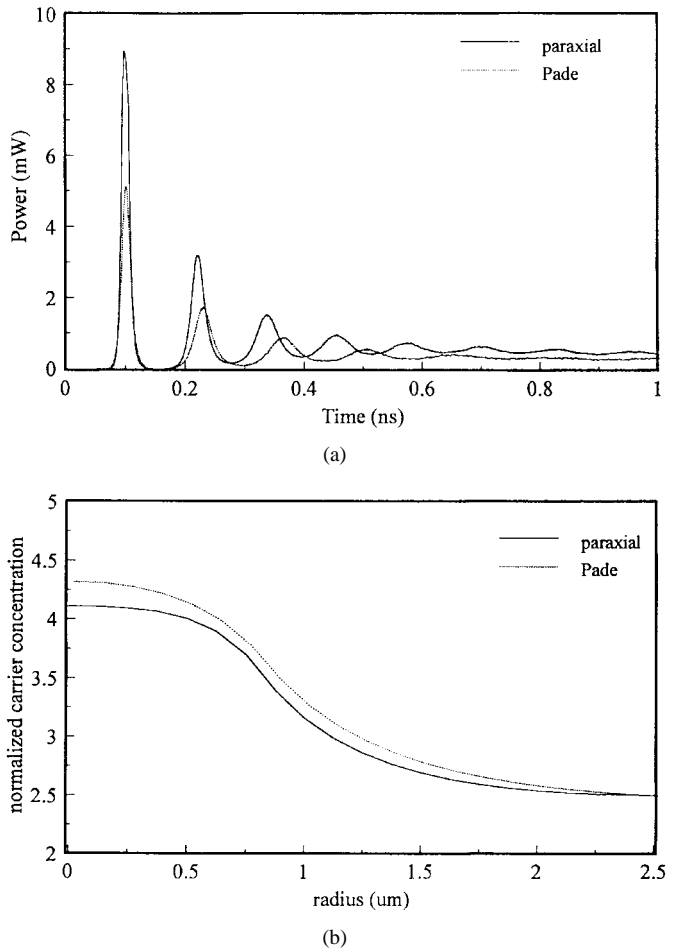 10
8
6
4
2
0
Power (mW)
paraxial
Pade
0
0.2
0.4
0.6
0.8
1
Time (ns)
(a)
5
4.5
4
3.5
3
2.5
2
normalized carrier concentration
paraxial
Pade
0
0.5
1
1.5
2
2.5
radius (um)
(b)